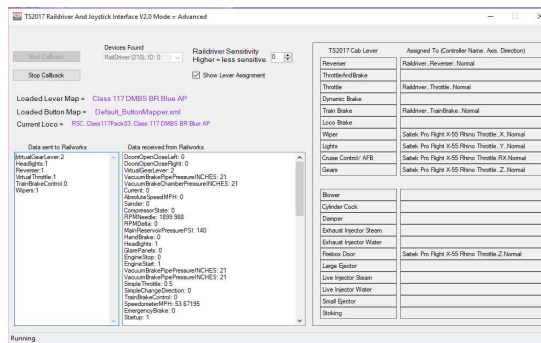 TS2017 Raildriver And Joystick Interface V2.0 Mode = Advanced
Start Callback
Stop Callback
Devices Found
RailDriver (210), ID: 0
Raildriver Sensitivity
Higher = less sensitive.
0
Show Lever Assignment
Loaded Lever Map = Class 117 DMBS BR Blue AP
Loaded Button Map = Default_ButtonMapper.xml
Current Loco = RSC..Class117Pack03..Class 117 DMBS BR Blue AP
Data sent to Railworks
VirtualGearLever:2
Headlights:1
Reverser:1
VirtualThrottle:1
TrainBrakeControl:0
Wipers:1
Data received from Railworks
DoorsOpenCloseLeft: 0
DoorsOpenCloseRight: 0
VirtualGearLever: 2
VacuumBrakePipePressureINCHES: 21
VacuumBrakeChamberPressureINCHES: 21
Current: 0
AbsoluteSpeedMPH: 0
Sander: 0
CompressorState: 0
RPMNeedle: 1899.988
RPMDelta: 0
MainReservoirPressurePSI: 140
HandBrake: 0
Headlights: 1
GlarePanels: 0
EngineStop: 0
EngineStart: 1
VacuumBrakePipePressureINCHES: 21
VacuumBrakePipePressureINCHES: 21
SimpleThrottle: 0.5
SimpleChangeDirection: 0
TrainBrakeControl: 0
SpeedometerMPH: 53.67195
EmergencyBrake: 0
Startup: 1
TS2017 Cab Lever Assigned To (Controller Name. Axis. Direction)
Reverser Raildriver..Reverser..Normal
ThrottleAndBrake
Throttle Raildriver..Throttle..Normal
Dynamic Brake
Train Brake Raildriver..TrainBrake..Normal
Loco Brake
Wiper Saitek Pro Flight X-55 Rhino Throttle..X..Normal
Lights Saitek Pro Flight X-55 Rhino Throttle..Y..Normal
Cruise Control/ AFB Saitek Pro Flight X-55 Rhino Throttle.RX.Normal
Gears Saitek Pro Flight X-55 Rhino Throttle..Z..Normal
Blower
Cylinder Cock
Damper
Exhaust Injector Steam
Exhaust Injector Water
Firebox Door Saitek Pro Flight X-55 Rhino Throttle.Z.Normal
Large Ejector
Live Injector Steam
Live Injector Water
Small Ejector
Stoking
Running